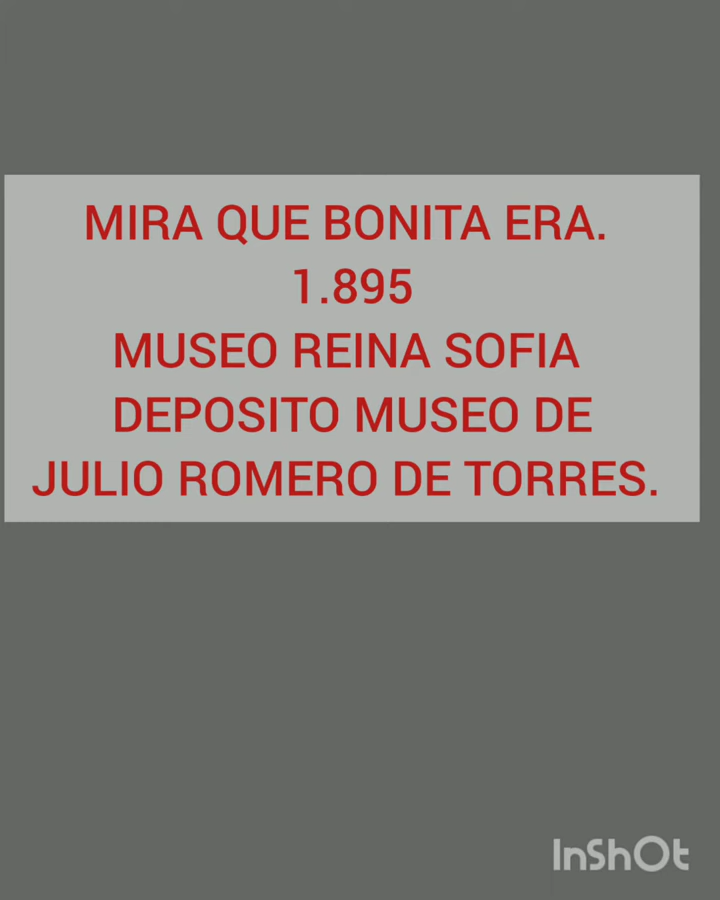 MIRA QUE BONITA ERA.
1.895
MUSEO REINA SOFIA
DEPOSITO MUSEO DE
JULIO ROMERO DE TORRES.
InShOt